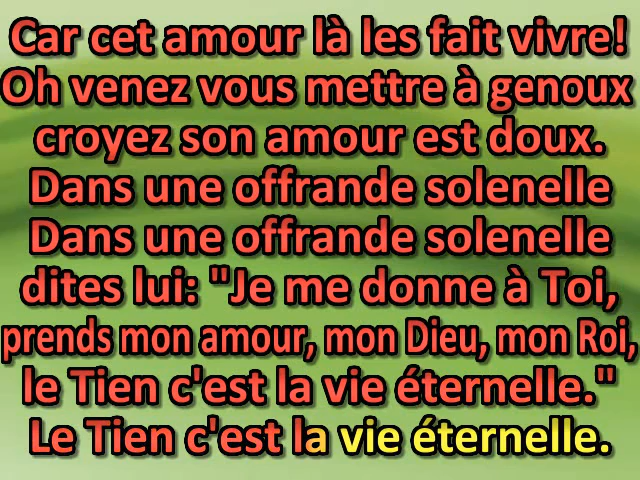 Car cet amour là les fait vivre!
Oh venez vous mettre à genoux
croyez son amour est doux.
Dans une offrande solenelle
Dans une offrande solenelle
dites lui: "Je me donne à Toi,
prends mon amour, mon Dieu, mon Roi,
le Tien c'est la vie éternelle."
Le Tien c'est la vie éternelle.